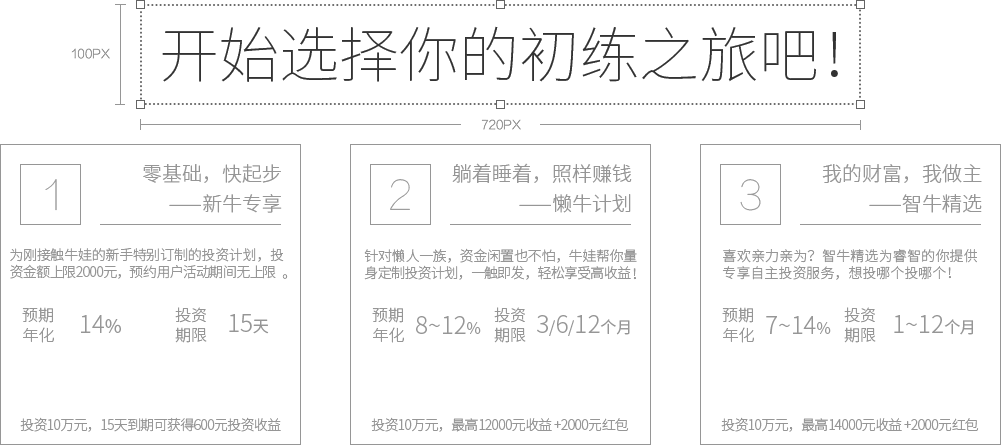 100PX
开始选择你的初练之旅吧！
720PX
1
零基础，快起步
——新牛专享
为刚接触牛娃的新手特别订制的投资计划，投
资金额上限2000元，预约用户活动期间无上限 。
预期
年化
14%
投资
期限
15天
投资10万元，15天到期可获得600元投资收益
2
躺着睡着，照样赚钱
——懒牛计划
针对懒人一族，资金闲置也不怕，牛娃帮你量
身定制投资计划，一触即发，轻松享受高收益！
预期
年化
8~12%
投资
期限
3/6/12个月
投资10万元，最高12000元收益 +2000元红包
3
我的财富，我做主
——智牛精选
喜欢亲力亲为？智牛精选为睿智的你提供
专享自主投资服务，想投哪个投哪个！
预期
年化
7~14%
投资
期限
1~12个月
投资10万元，最高14000元收益 +2000元红包